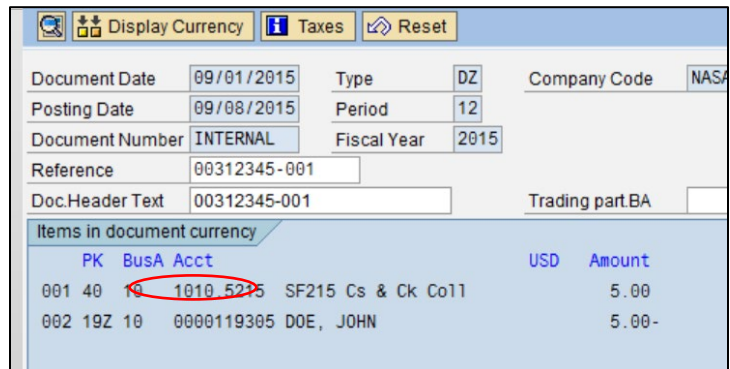 Display Currency Taxes Reset
Document Date 09/01/2015 Type DZ Company Code NASA
Posting Date 09/08/2015 Period 12
Document Number INTERNAL Fiscal Year 2015
Reference 00312345-001
Doc.Header Text 00312345-001 Trading part.BA
Items in document currency
PK BusA Acct USD Amount
001 40 10 1010.5215 SF215 Cs & Ck Coll 5.00
002 19Z 10 0000119305 DOE, JOHN 5.00-